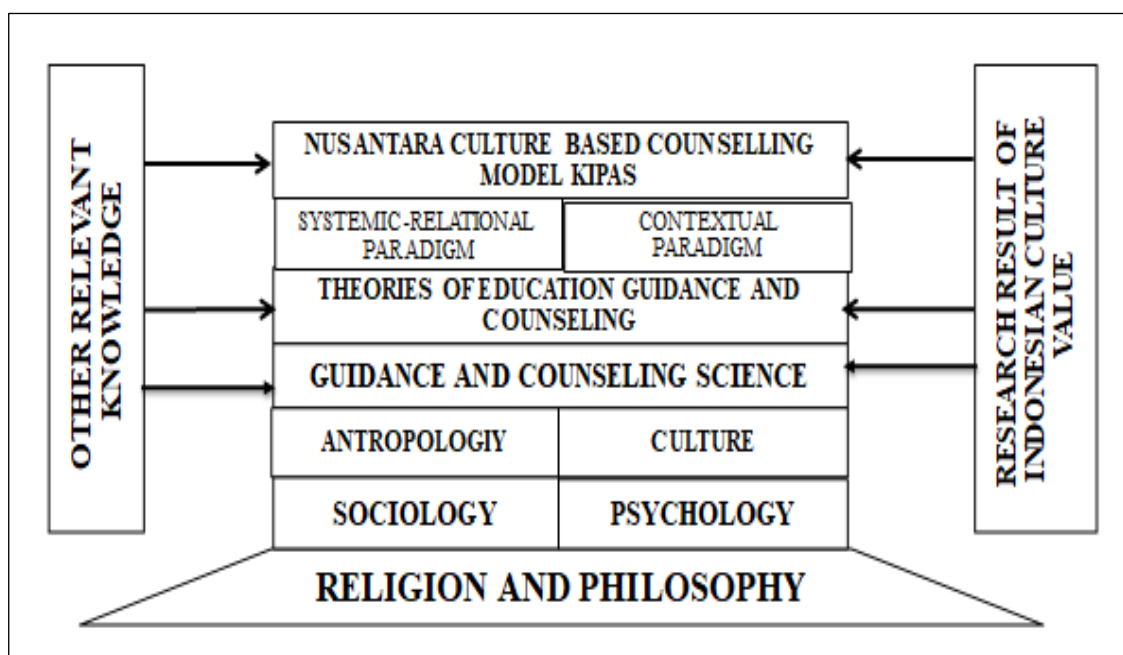 OTHER RELEVANT
KNOWLEDGE
NUSANTARA CULTURE BASED COUNSELLING
MODEL KIPAS
SYSTEMIC-RELATIONAL
PARADIGM
CONTEXTUAL
PARADIGM
THEORIES OF EDUCATION GUIDANCE AND
COUNSELING
GUIDANCE AND COUNSELING SCIENCE
ANTROPOLOGIY
CULTURE
SOCIOLOGY
PSYCHOLOGY
RELIGION AND PHILOSOPHY
RESEARCH RESULT OF
INDONESIAN CULTURE
VALUE